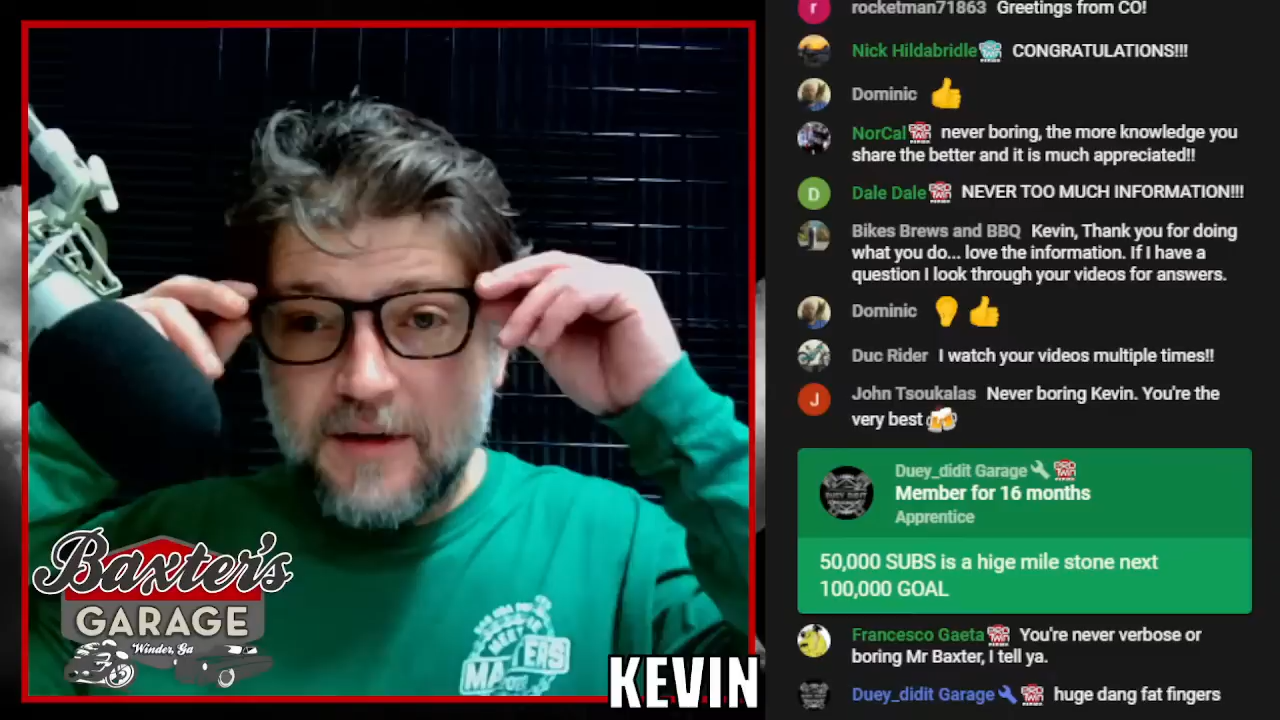 rocketman71863 Greetings from CO!
Nick Hildabridle CONGRATULATIONS!!!
Dominic
NorCal never boring, the more knowledge you
share the better and it is much appreciated!!
D Dale Dale NEVER TOO MUCH INFORMATION!!!
Bikes Brews and BBQ Kevin, Thank you for doing
what you do... love the information. If I have a
question I look through your videos for answers.
Dominic
Duc Rider I watch your videos multiple times!!
J John Tsoukalas Never boring Kevin. You're the
very best
Duey_didit Garage
Member for 16 months
Apprentice
50,000 SUBS is a hige mile stone next
100,000 GOAL
Francesco Gaeta You're never verbose or
boring Mr Baxter, I tell ya.
Duey_didit Garage huge dang fat fingers
Baxter's
GARAGE
Winder, Ga
KEVIN